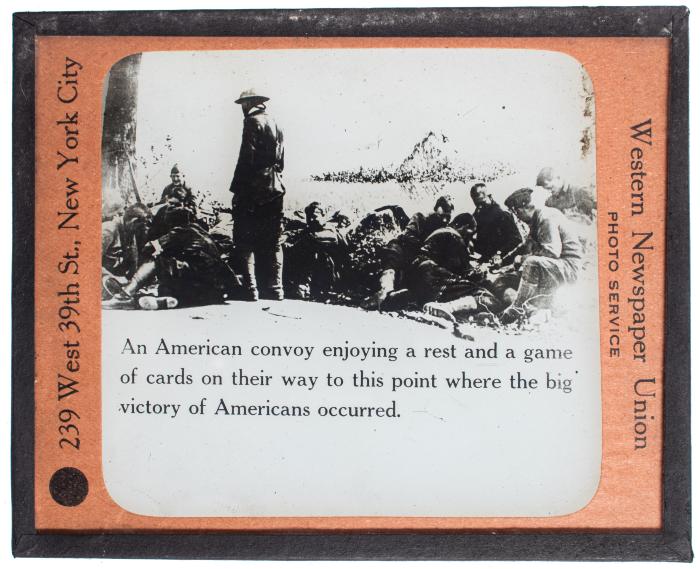 239 West 39th St., New York City
An American convoy enjoying a rest and a game
of cards on their way to this point where the big
victory of Americans occurred.
Western Newspaper Union
PHOTO SERVICE